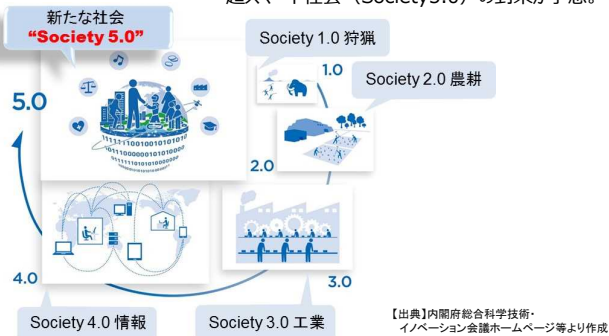 新たな社会
“Society 5.0”
Society 1.0 狩猟
1.0
Society 2.0 農耕
5.0
2.0
4.0
3.0
Society 4.0 情報
Society 3.0 工業
【出典】内閣府総合科学技術・
イノベーション会議ホームページ等より作成